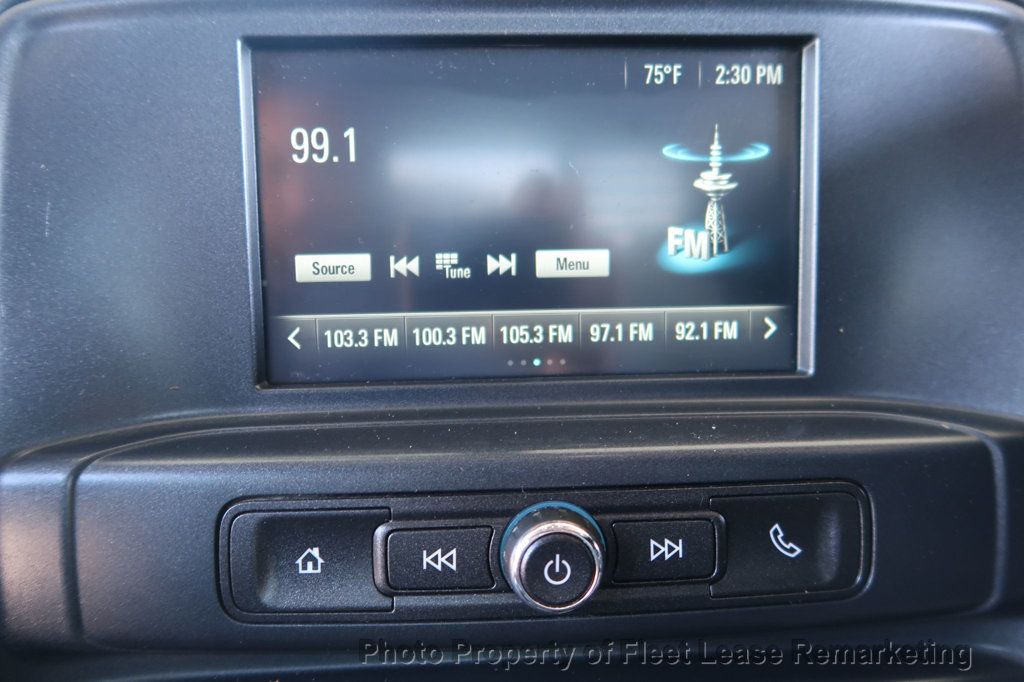 75°F 2:30 PM
99.1
FM
Source Tune Menu
103.3 FM 100.3 FM 105.3 FM 97.1 FM 92.1 FM
Photo Property of Fleet Lease Remarketing